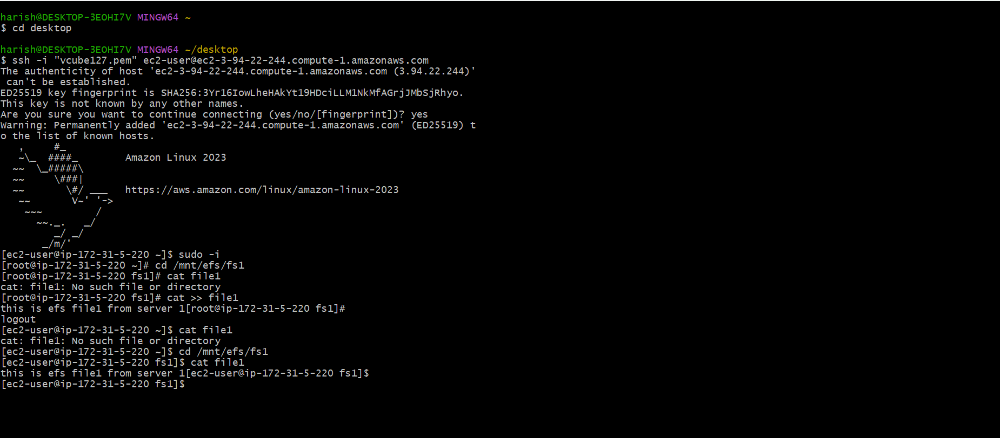 harish@DESKTOP-3EOHI7V MINGW64 ~
$ cd desktop
harish@DESKTOP-3EOHI7V MINGW64 ~/desktop
$ ssh -i "vcube127.pem" ec2-user@ec2-3-94-22-244.compute-1.amazonaws.com
The authenticity of host 'ec2-3-94-22-244.compute-1.amazonaws.com (3.94.22.244)'
 can't be established.
ED25519 key fingerprint is SHA256:3Yr16IowLheHAkYt19HDciLLM1NkMfAGrjJMbSjRhyo.
This key is not known by any other names.
Are you sure you want to continue connecting (yes/no/[fingerprint])? yes
Warning: Permanently added 'ec2-3-94-22-244.compute-1.amazonaws.com' (ED25519) t
o the list of known hosts.
   ,     #_
   ~\_  ####_        Amazon Linux 2023
  ~~  \_#####\
  ~~     \###|
  ~~       \#/ ___   https://aws.amazon.com/linux/amazon-linux-2023
   ~~       V~' '->
    ~~~         /
      ~~._.   _/
         _/ _/
       _/m/'
[ec2-user@ip-172-31-5-220 ~]$ sudo -i
[root@ip-172-31-5-220 ~]# cd /mnt/efs/fs1
[root@ip-172-31-5-220 fs1]# cat file1
cat: file1: No such file or directory
[root@ip-172-31-5-220 fs1]# cat >> file1
this is efs file1 from server 1[root@ip-172-31-5-220 fs1]#
logout
[ec2-user@ip-172-31-5-220 ~]$ cat file1
cat: file1: No such file or directory
[ec2-user@ip-172-31-5-220 ~]$ cd /mnt/efs/fs1
[ec2-user@ip-172-31-5-220 fs1]$ cat file1
this is efs file1 from server 1[ec2-user@ip-172-31-5-220 fs1]$
[ec2-user@ip-172-31-5-220 fs1]$